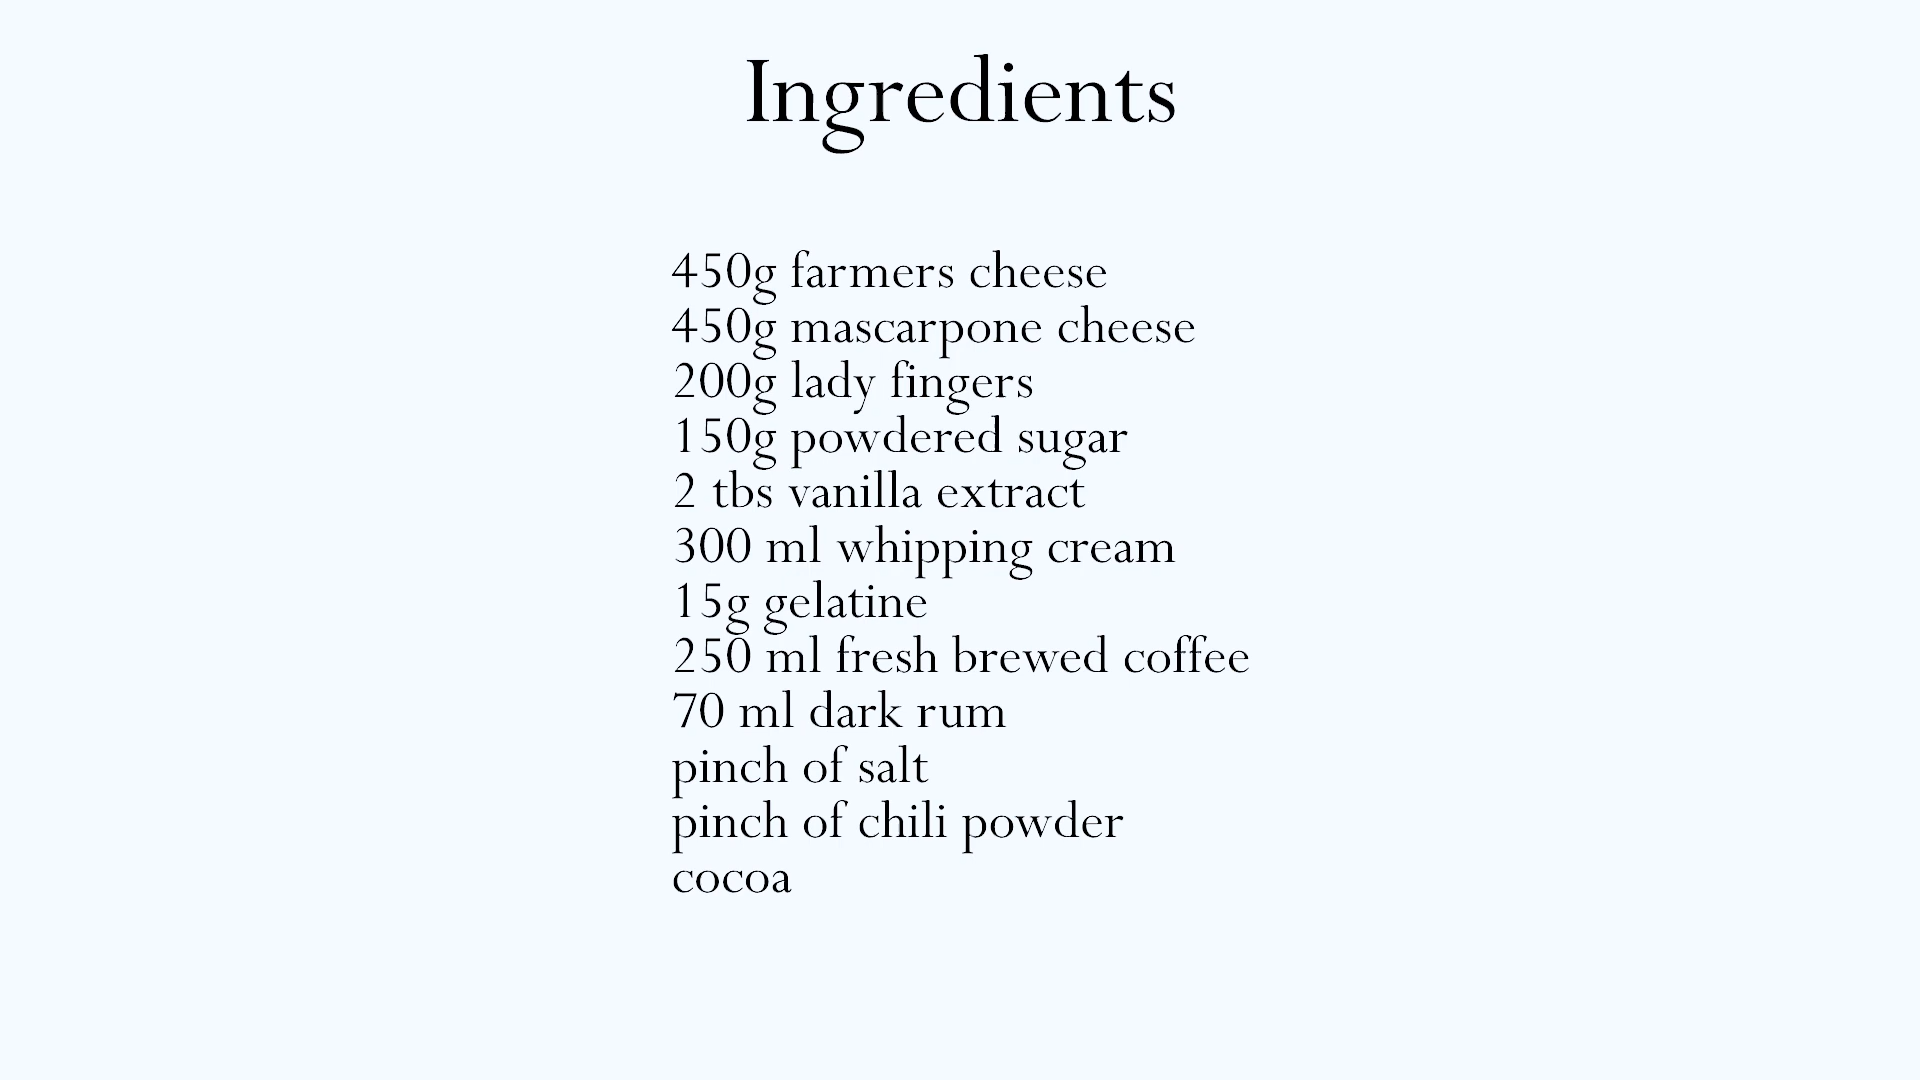 Ingredients
450g farmers cheese
450g mascarpone cheese
200g lady fingers
150g powdered sugar
2 tbs vanilla extract
300 ml whipping cream
15g gelatine
250 ml fresh brewed coffee
70 ml dark rum
pinch of salt
pinch of chili powder
cocoa